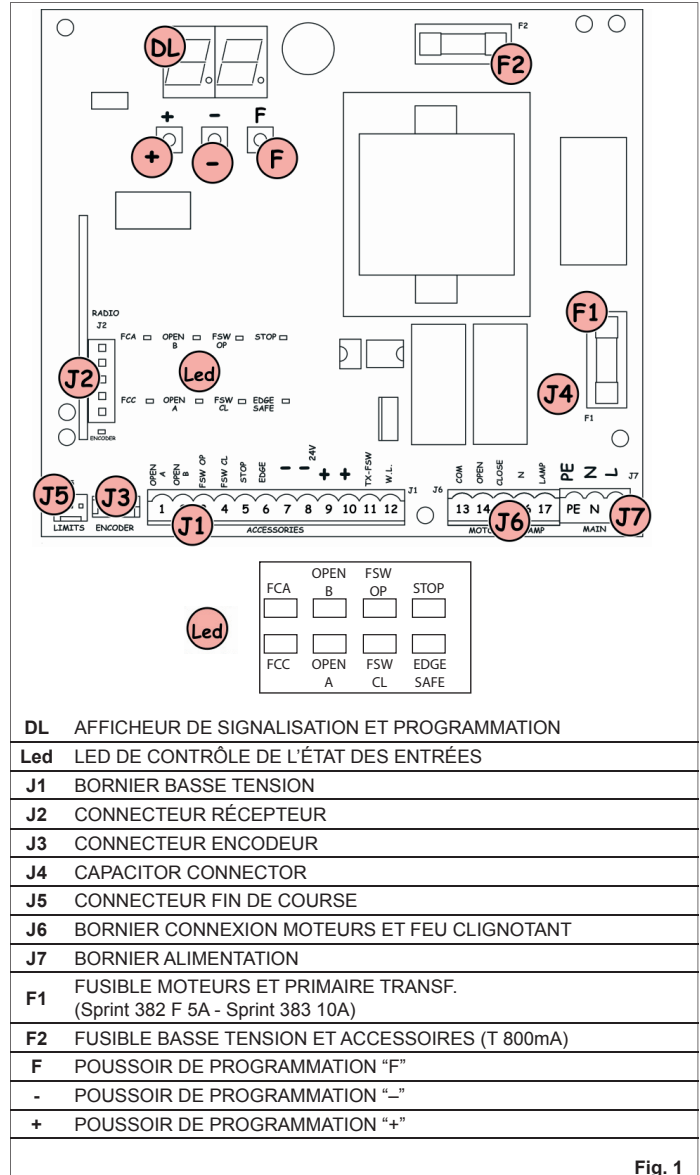 DL
F2
F2
+ - F
+ - F
RADIO
J2
FCA OPEN B FSW OP STOP
J2
Led
FCC OPEN A FSW CL EDGE SAFE
ENCODER
F1
J4
F1
OPEN A
OPEN B
FSW OP
FSW CL
STOP
EDGE
–
–
24V
+
+
TX-FSW
W.L.
J1
J6
COM
OPEN
CLOSE
N
LAMP
PE
N
L
J7
J5
J3
1 4 5 6 7 8 9 10 11 12
J1
13 14 17
J6
PE N
J7
LIMITS
ENCODER
ACCESSORIES
MAIN
Led
FCA OPEN B FSW OP STOP
FCC OPEN A FSW CL EDGE SAFE
DL AFFICHEUR DE SIGNALISATION ET PROGRAMMATION
Led LED DE CONTRÔLE DE L’ÉTAT DES ENTRÉES
J1 BORNIER BASSE TENSION
J2 CONNECTEUR RÉCEPTEUR
J3 CONNECTEUR ENCODEUR
J4 CAPACITOR CONNECTOR
J5 CONNECTEUR FIN DE COURSE
J6 BORNIER CONNEXION MOTEURS ET FEU CLIGNOTANT
J7 BORNIER ALIMENTATION
F1 FUSIBLE MOTEURS ET PRIMAIRE TRANSF.
(Sprint 382 F 5A - Sprint 383 10A)
F2 FUSIBLE BASSE TENSION ET ACCESSOIRES (T 800mA)
F POUSSOIR DE PROGRAMMATION “F”
- POUSSOIR DE PROGRAMMATION “–”
+ POUSSOIR DE PROGRAMMATION “+”
Fig. 1